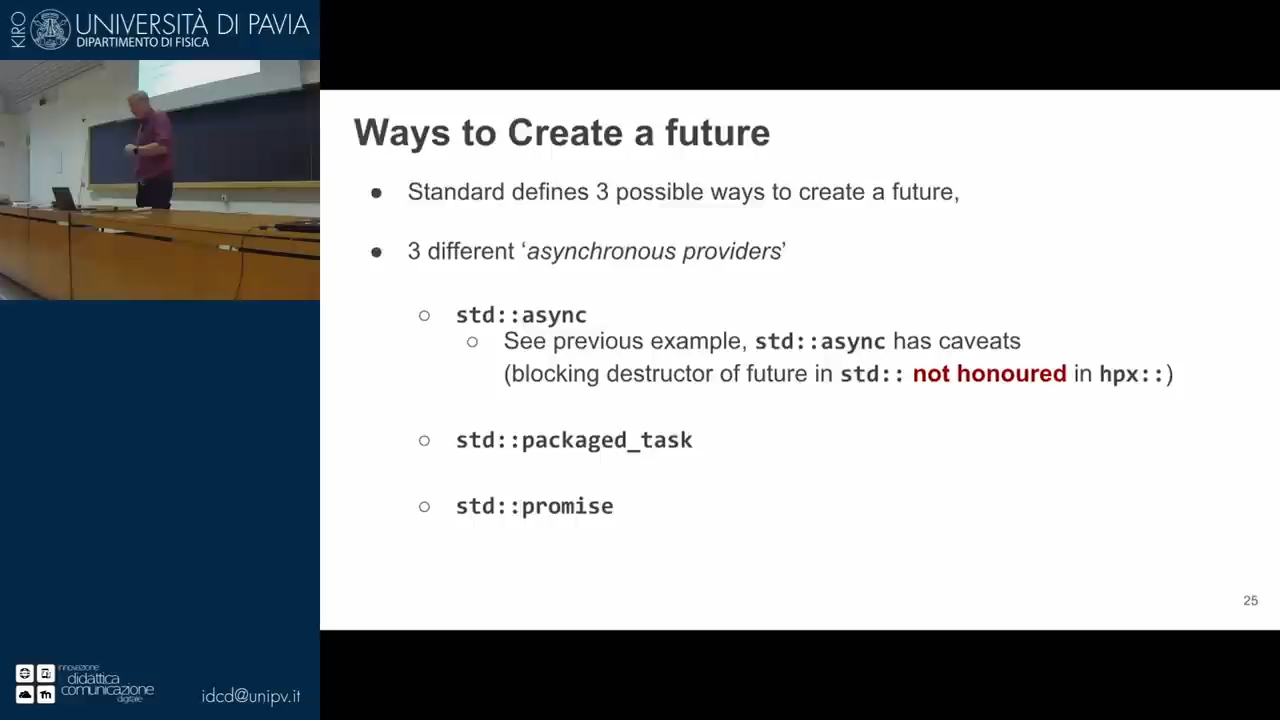 KIRO
UNIVERSITÀ DI PAVIA
DIPARTIMENTO DI FISICA
Ways to Create a future
● Standard defines 3 possible ways to create a future,
● 3 different ‘asynchronous providers’
○ std::async
○ See previous example, std::async has caveats
(blocking destructor of future in std:: not honoured in hpx::)
○ std::packaged_task
○ std::promise
25
innovazione
didattica
comunicazione
digitale
idcd@unipv.it